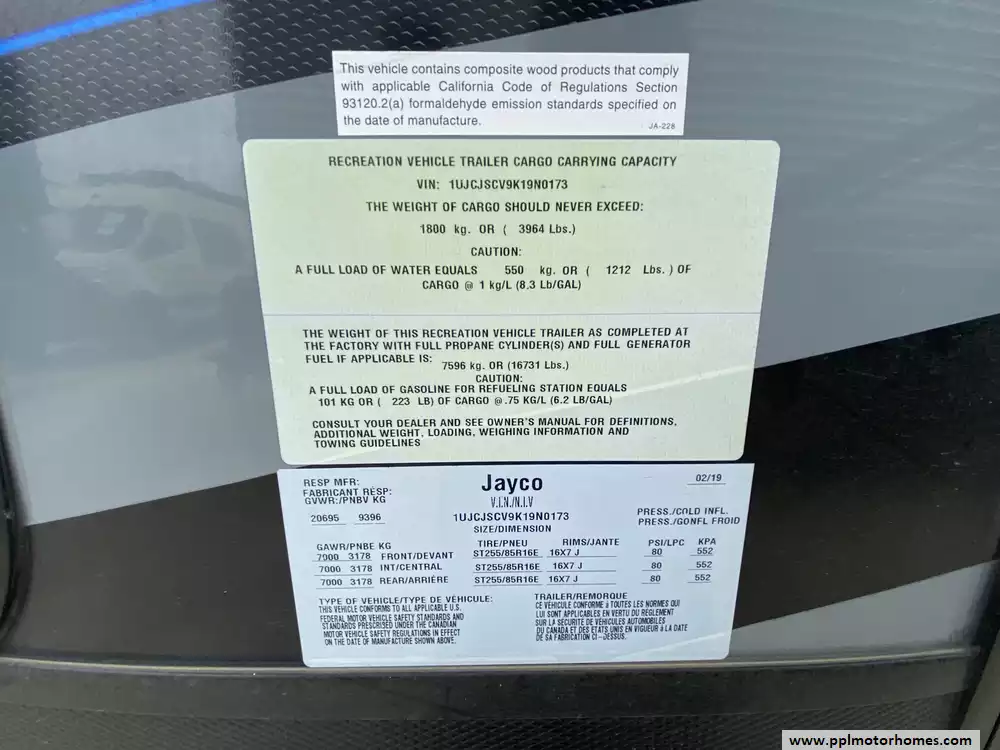 This vehicle contains composite wood products that comply
with applicable California Code of Regulations Section
93120.2(a) formaldehyde emission standards specified on
the date of manufacture.
JA-228
RECREATION VEHICLE TRAILER CARGO CARRYING CAPACITY
VIN: 1UJCJSCV9K19N0173
THE WEIGHT OF CARGO SHOULD NEVER EXCEED:
1800 kg. OR ( 3964 Lbs.)
CAUTION:
A FULL LOAD OF WATER EQUALS 550 kg. OR ( 1212 Lbs. ) OF
CARGO @ 1 kg/L (8.3 Lb/GAL)
THE WEIGHT OF THIS RECREATION VEHICLE TRAILER AS COMPLETED AT
THE FACTORY WITH FULL PROPANE CYLINDER(S) AND FULL GENERATOR
FUEL IF APPLICABLE IS: 7596 kg. OR (16731 Lbs.)
CAUTION:
A FULL LOAD OF GASOLINE FOR REFUELING STATION EQUALS
101 KG OR ( 223 LB) OF CARGO @ .75 KG/L (6.2 LB/GAL)
CONSULT YOUR DEALER AND SEE OWNER'S MANUAL FOR DEFINITIONS,
ADDITIONAL WEIGHT, LOADING, WEIGHING INFORMATION AND
TOWING GUIDELINES
RESP MFR: Jayco 02/19
FABRICANT RESP:
GVWR:/PNBV KG V.I.N./N.I.V
20695 9396 1UJCJSCV9K19N0173 PRESS./COLD INFL.
SIZE/DIMENSION PRESS./GONFL FROID
GAWR/PNBE KG TIRE/PNEU RIMS/JANTE PSI/LPC KPA
7000 3178 FRONT/DEVANT ST255/85R16E 16X7 J 80 552
7000 3178 INT/CENTRAL ST255/85R16E 16X7 J 80 552
7000 3178 REAR/ARRIÈRE ST255/85R16E 16X7 J 80 552
TYPE OF VEHICLE/TYPE DE VÉHICULE: TRAILER/REMORQUE
THIS VEHICLE CONFORMS TO ALL APPLICABLE U.S.
FEDERAL MOTOR VEHICLE SAFETY STANDARDS AND
STANDARDS PRESCRISED UNDER THE CANADIAN
MOTOR VEHICLE SAFETY REGULATIONS IN EFFECT
ON THE DATE OF MANUFACTURE SHOWN ABOVE.
CE VÉHICULE CONFORME à TOUTES LES NORMES QUI
LUI SONT APPLICABLES EN VERTU DU RÈGLEMENT
SUR LA SÉCURITÉ DE VÉHICULES AUTOMOBILES
DU CANADA ET DES ÉTATS UNIS EN VIGUEUR à LA DATE
DE SA FABRICATION CI-DESSUS.
www.pplmotorhomes.com